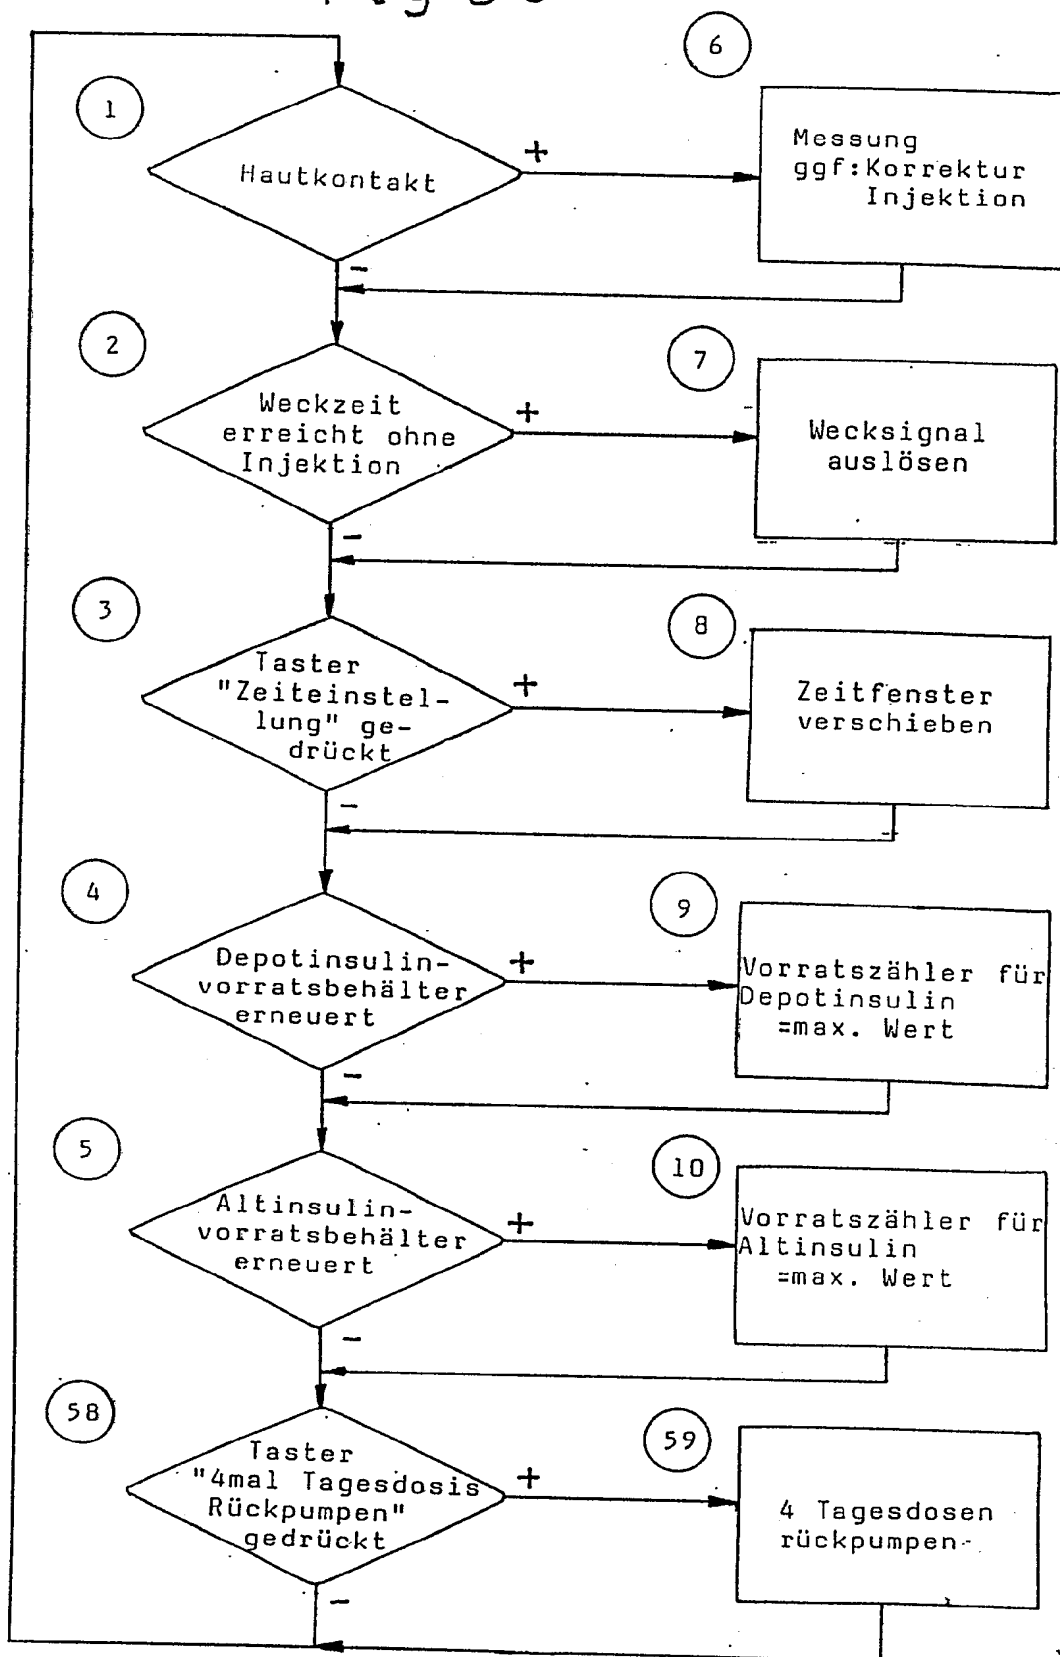 6
1
+
Messung
ggf:Korrektur
Injektion
Hautkontakt
-
2
7
Weckzeit
erreicht ohne
Injektion
+
Wecksignal
auslösen
-
3
8
Taster
"Zeiteinstel-
lung" ge-
drückt
+
Zeitfenster
verschieben
-
4
9
Depotinsulin-
vorratsbehälter
erneuert
+
Vorratszähler für
Depotinsulin
=max. Wert
-
5
10
Altinsulin-
vorratsbehälter
erneuert
+
Vorratszähler für
Altinsulin
=max. Wert
-
58
59
Taster
"4mal Tagesdosis
Rückpumpen"
gedrückt
+
4 Tagesdosen
rückpumpen
-